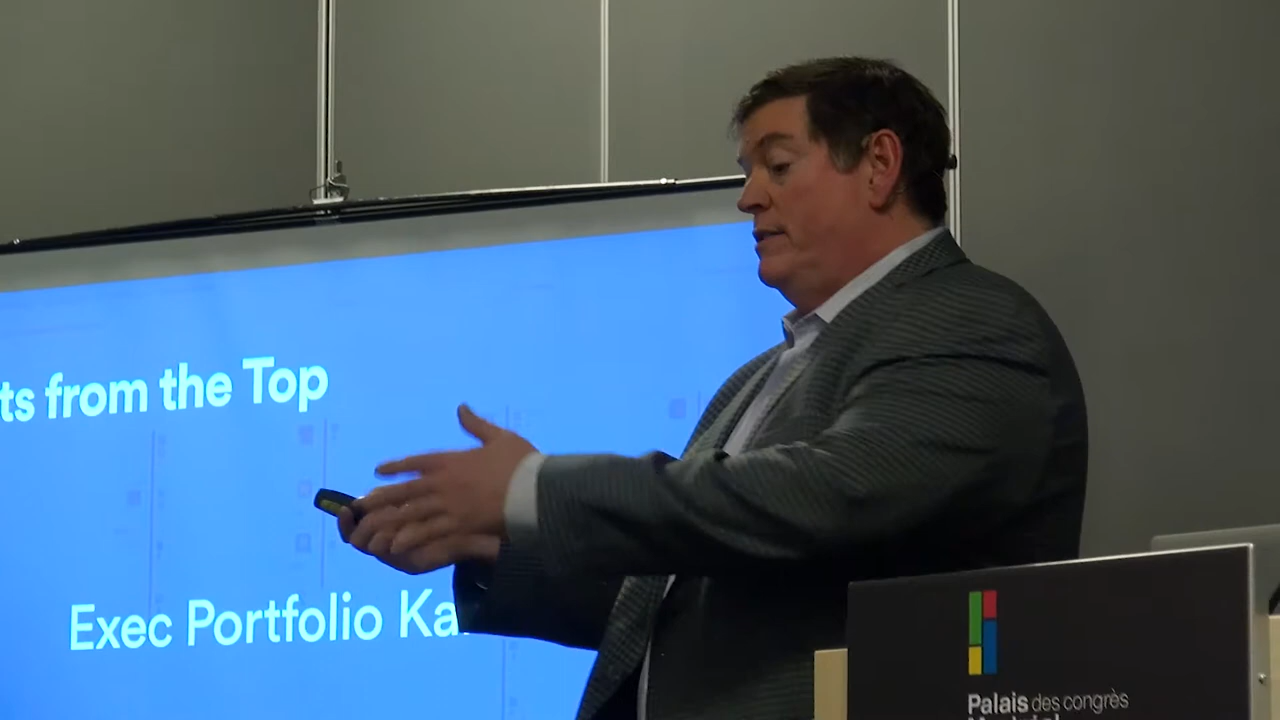 ts from the Top
Exec Portfolio Ka
Palais des congrès